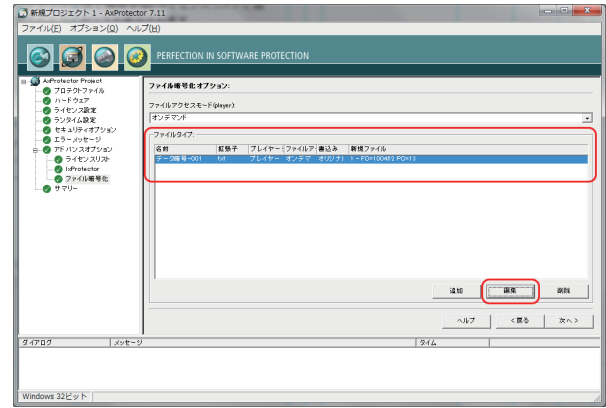 新規プロジェクト 1 - AxProtector 7.11
ファイル(F) オプション(O) ヘルプ(H)
PERFECTION IN SOFTWARE PROTECTION
AxProtector Project
プロテクトファイル
ハードウェア
ライセンス設定
ランタイム設定
セキュリティオプション
エラーメッセージ
アドバンスオプション
ライセンスリスト
IxProtector
ファイル暗号化
サマリー
ファイル暗号化オプション:
ファイルアクセスモード(player):
オンデマンド
ファイルタイプ:
名前 拡張子 プレイヤー: ファイルア 書込み 新規ファイル
データ暗号-001 txt プレイヤー オンデマ オリジナ 1 - FC=100462 PC=13
追加 編集 削除
ヘルプ <戻る 次へ>
ダイアログ メッセージ タイム
Windows 32ビット